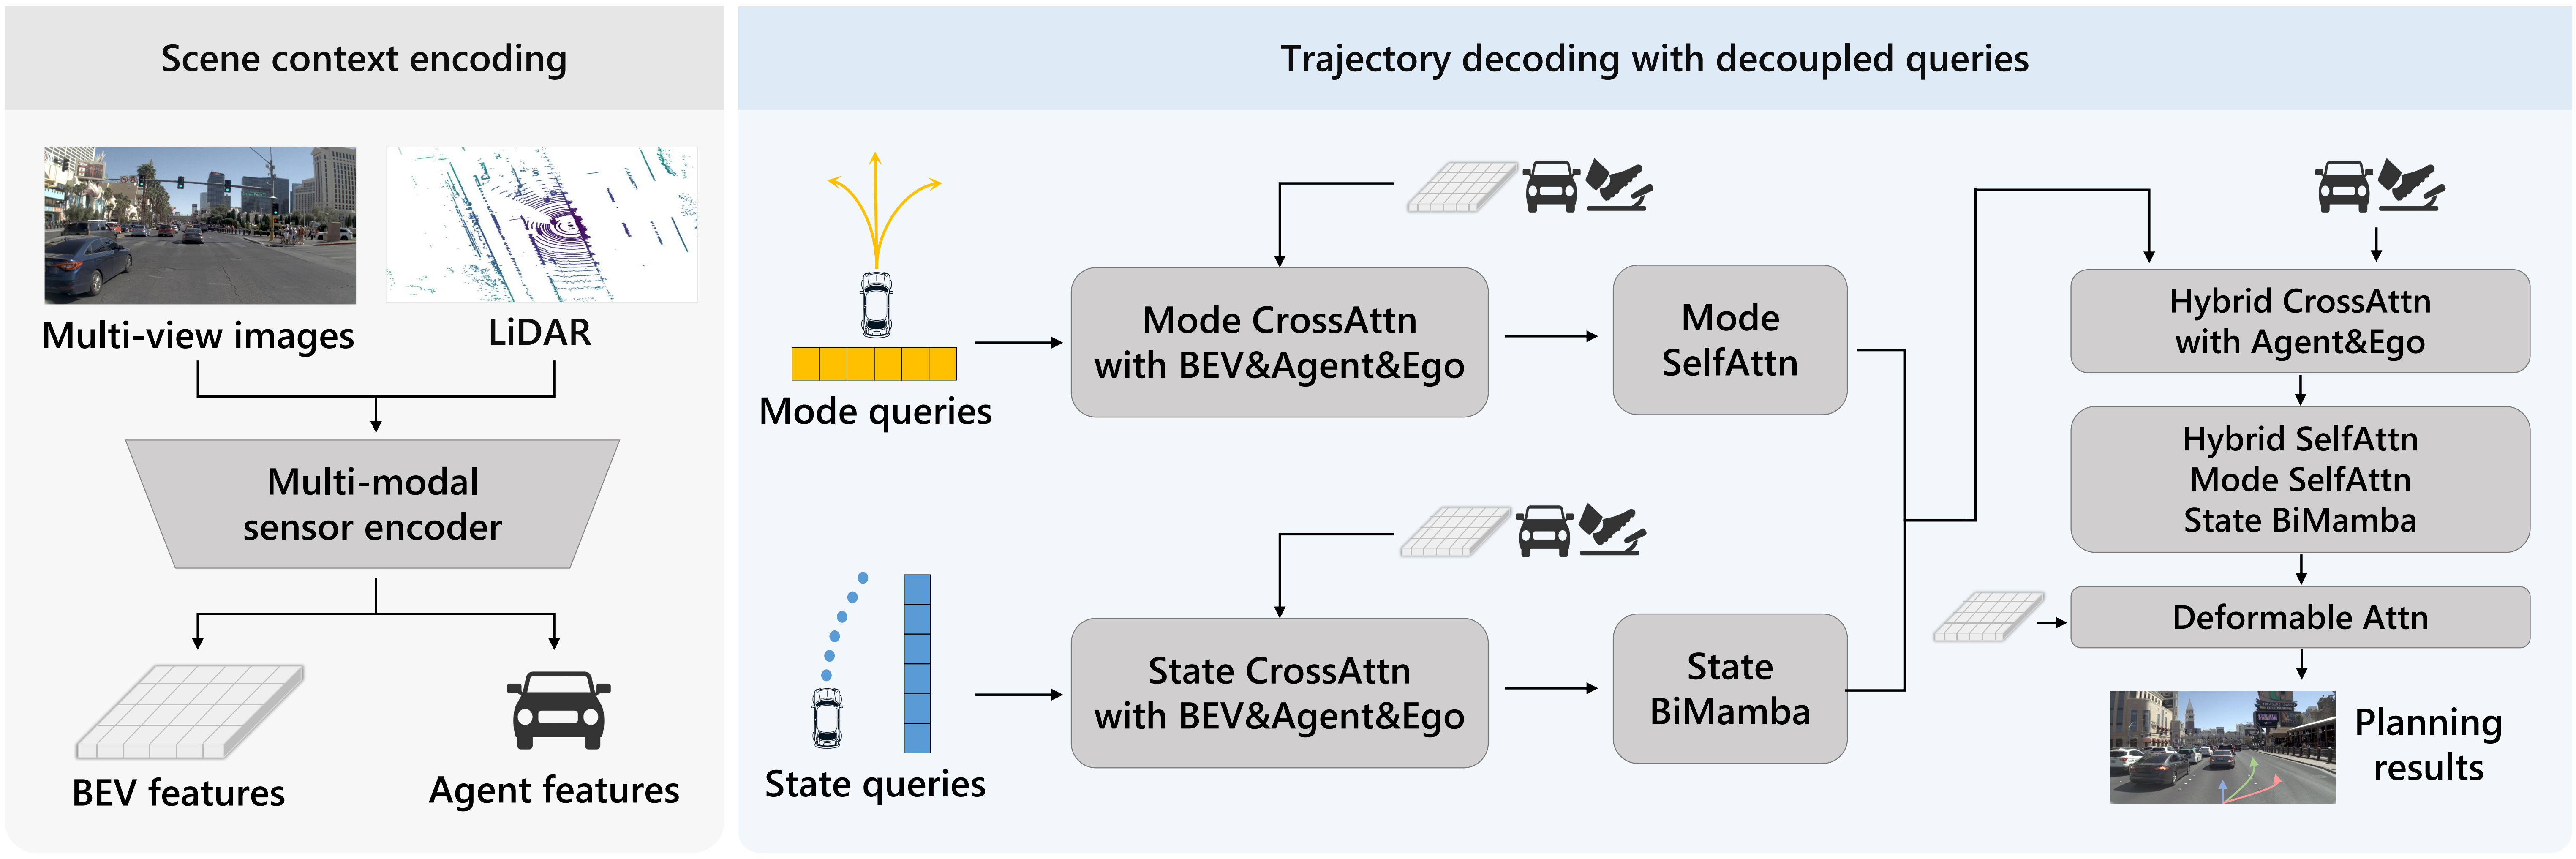 Scene context encoding
Multi-view images
LiDAR
Multi-modal
sensor encoder
BEV features
Agent features
Trajectory decoding with decoupled queries
Mode queries
Mode CrossAttn
with BEV&Agent&Ego
Mode
SelfAttn
State queries
State CrossAttn
with BEV&Agent&Ego
State
BiMamba
Hybrid CrossAttn
with Agent&Ego
Hybrid SelfAttn
Mode SelfAttn
State BiMamba
Deformable Attn
Planning
results